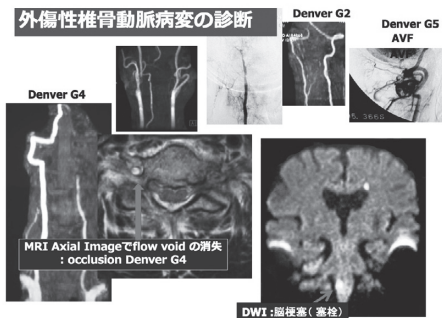 外傷性椎骨動脈病変の診断
Denver G2
Denver G5
AVF
AVF
Denver G4
MRI Axial Imageでflow void の消失
: occlusion Denver G4
DWI :脳梗塞( 塞栓)